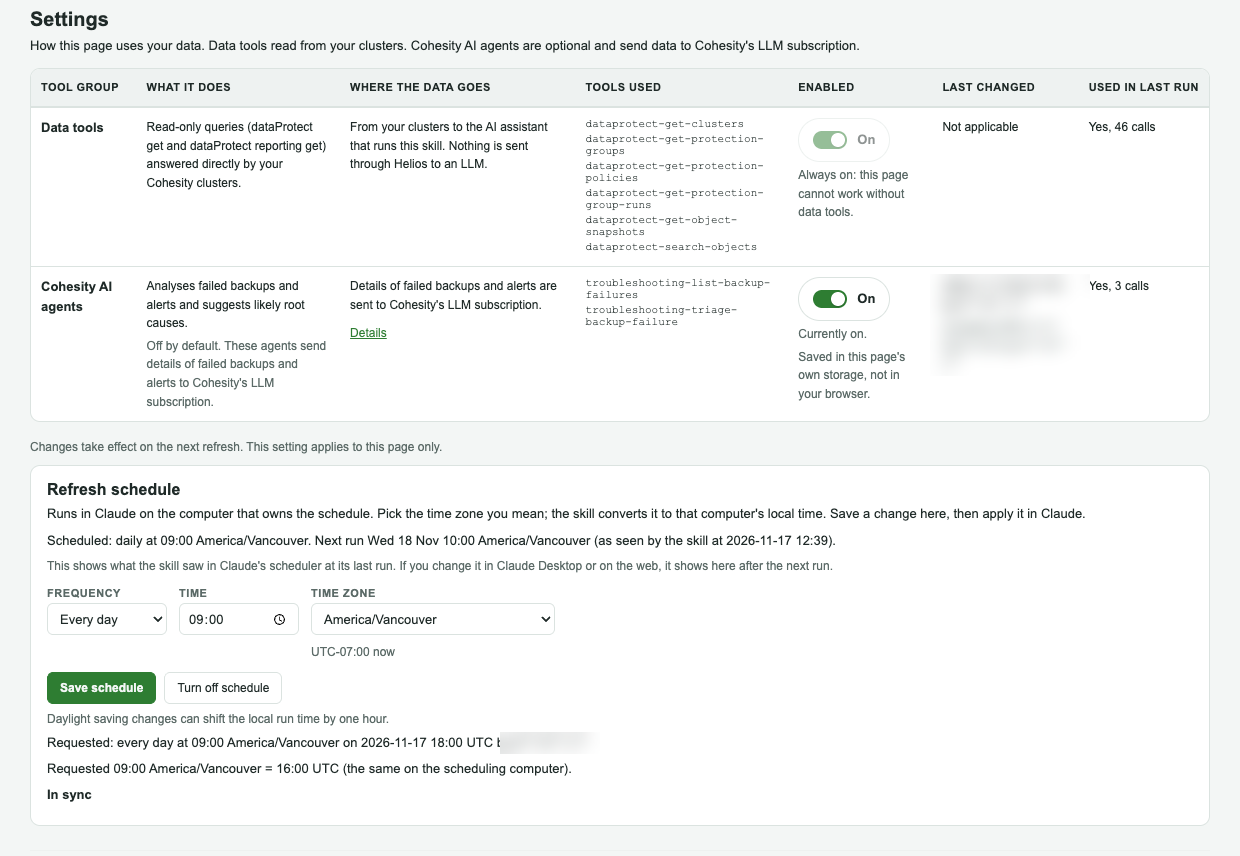 Settings
How this page uses your data. Data tools read from your clusters. Cohesity AI agents are optional and send data to Cohesity's LLM subscription.
TOOL GROUP
WHAT IT DOES
WHERE THE DATA GOES
TOOLS USED
ENABLED
LAST CHANGED
USED IN LAST RUN
Data tools
Read-only queries (dataProtect
get and dataProtect reporting get)
answered directly by your
Cohesity clusters.
From your clusters to the AI assistant
that runs this skill. Nothing is sent
through Helios to an LLM.
dataprotect-get-clusters
dataprotect-get-protection-
groups
dataprotect-get-protection-
policies
dataprotect-get-protection-
group-runs
dataprotect-get-object-
snapshots
dataprotect-search-objects
On
Always on: this page
cannot work without
data tools.
Not applicable
Yes, 46 calls
Cohesity AI
agents
Analyses failed backups and
alerts and suggests likely root
causes.
Off by default. These agents send
details of failed backups and
alerts to Cohesity's LLM
subscription.
Details of failed backups and alerts are
sent to Cohesity's LLM subscription.
Details
troubleshooting-list-backup-
failures
troubleshooting-triage-
backup-failure
On
Currently on.
Saved in this page's
own storage, not in
your browser.
Yes, 3 calls
Changes take effect on the next refresh. This setting applies to this page only.
Refresh schedule
Runs in Claude on the computer that owns the schedule. Pick the time zone you mean; the skill converts it to that computer's local time. Save a change here, then apply it in Claude.
Scheduled: daily at 09:00 America/Vancouver. Next run Wed 18 Nov 10:00 America/Vancouver (as seen by the skill at 2026-11-17 12:39).
This shows what the skill saw in Claude's scheduler at its last run. If you change it in Claude Desktop or on the web, it shows here after the next run.
FREQUENCY
TIME
TIME ZONE
Every day
09:00
America/Vancouver
UTC-07:00 now
Save schedule
Turn off schedule
Daylight saving changes can shift the local run time by one hour.
Requested: every day at 09:00 America/Vancouver on 2026-11-17 18:00 UTC
Requested 09:00 America/Vancouver = 16:00 UTC (the same on the scheduling computer).
In sync